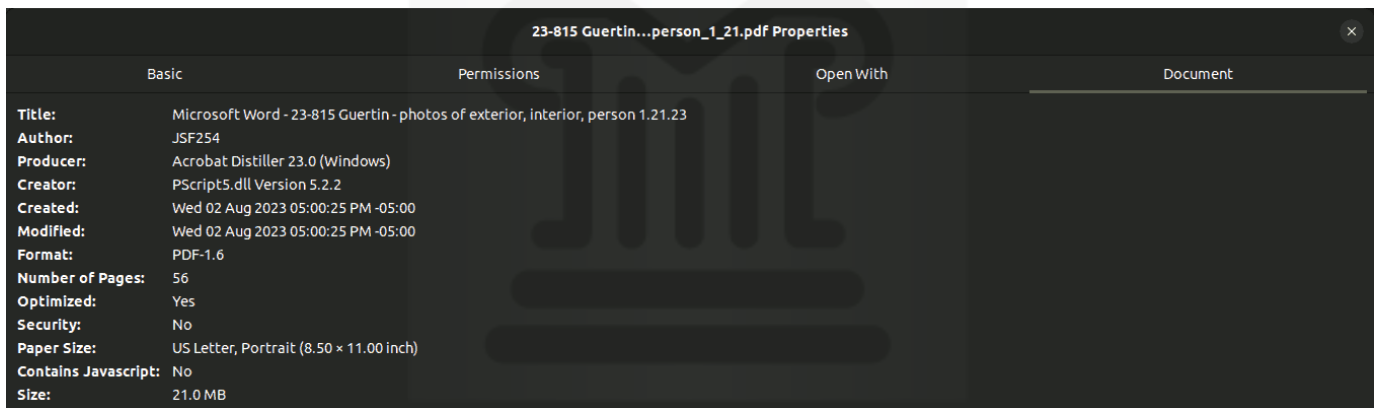 23-815 Guertin...person_1_21.pdf Properties
Basic Permissions Open With Document
Title: Microsoft Word - 23-815 Guertin - photos of exterior, interior, person 1.21.23
Author: JSF254
Producer: Acrobat Distiller 23.0 (Windows)
Creator: PScript5.dll Version 5.2.2
Created: Wed 02 Aug 2023 05:00:25 PM -05:00
Modified: Wed 02 Aug 2023 05:00:25 PM -05:00
Format: PDF-1.6
Number of Pages: 56
Optimized: Yes
Security: No
Paper Size: US Letter, Portrait (8.50 × 11.00 inch)
Contains Javascript: No
Size: 21.0 MB